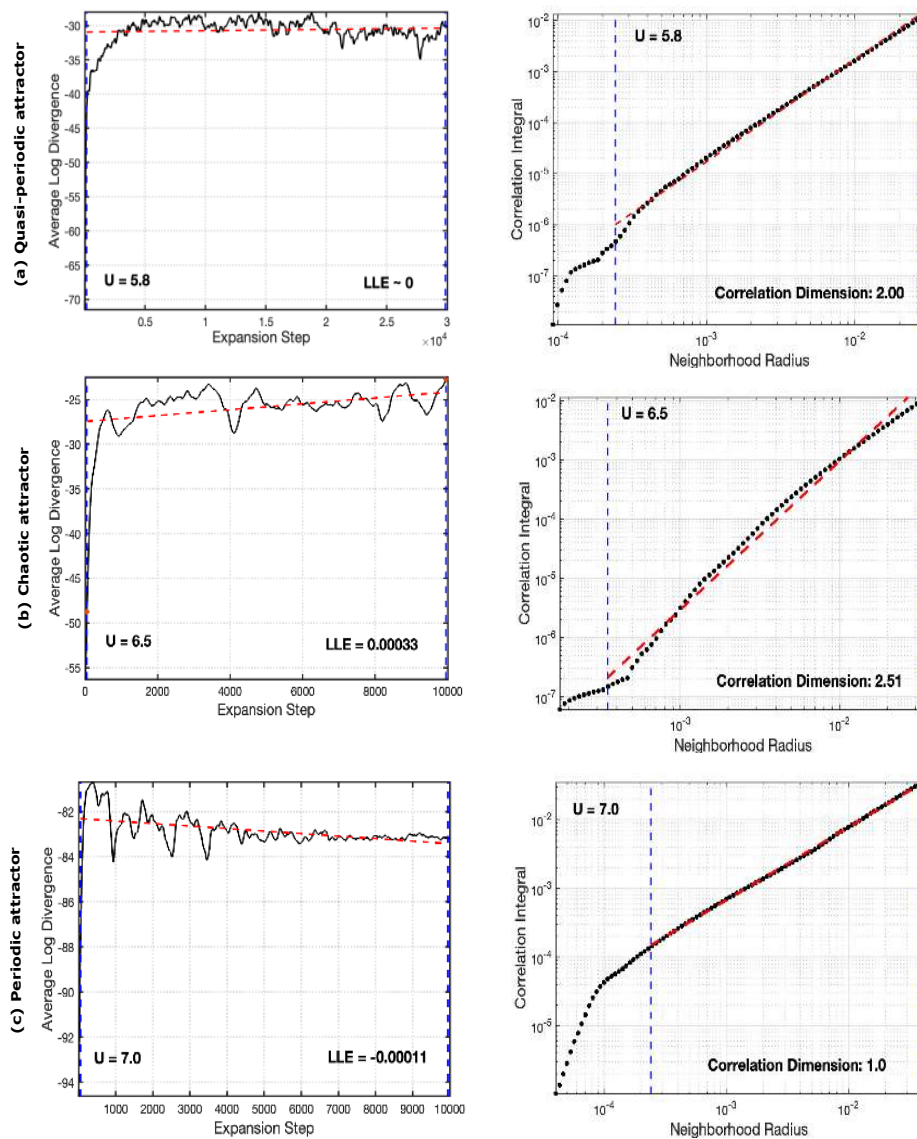 (a) Quasi-periodic attractor
Average Log Divergence
-30
-35
-40
-45
-50
-55
-60
-65
-70
U = 5.8
LLE ~ 0
0.5
1
1.5
2
2.5
3
×10⁴
Expansion Step
Correlation Integral
10⁻²
10⁻³
10⁻⁴
10⁻⁵
10⁻⁶
10⁻⁷
U = 5.8
Correlation Dimension: 2.00
10⁻⁴
10⁻³
10⁻²
Neighborhood Radius
(b) Chaotic attractor
Average Log Divergence
-25
-30
-35
-40
-45
-50
-55
U = 6.5
LLE = 0.00033
0
2000
4000
6000
8000
10000
Expansion Step
Correlation Integral
10⁻²
10⁻³
10⁻⁴
10⁻⁵
10⁻⁶
10⁻⁷
U = 6.5
Correlation Dimension: 2.51
10⁻³
10⁻²
Neighborhood Radius
(c) Periodic attractor
Average Log Divergence
-82
-84
-86
-88
-90
-92
-94
U = 7.0
LLE = -0.00011
1000
2000
3000
4000
5000
6000
7000
8000
9000
10000
Expansion Step
Correlation Integral
10⁻²
10⁻³
10⁻⁴
10⁻⁵
U = 7.0
Correlation Dimension: 1.0
10⁻⁴
10⁻³
10⁻²
Neighborhood Radius